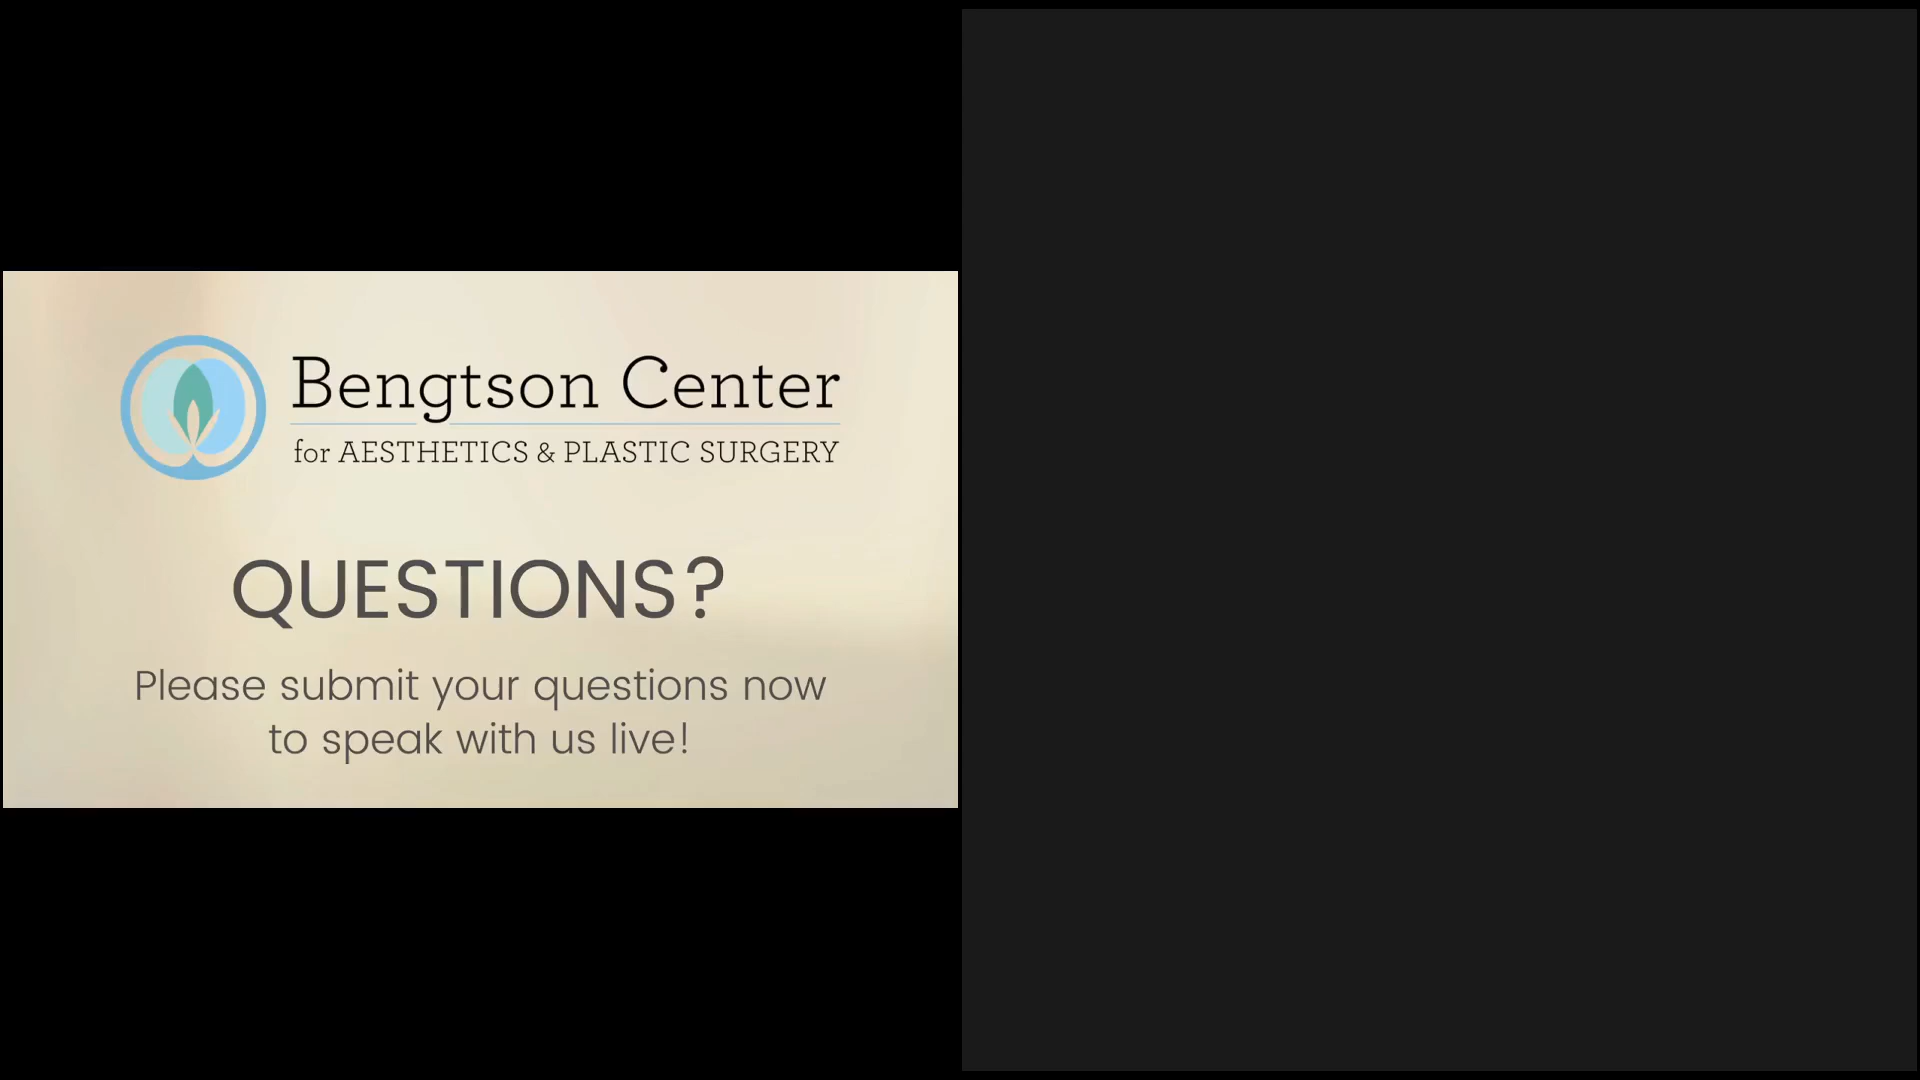 Bengtson Center
for AESTHETICS & PLASTIC SURGERY
QUESTIONS?
Please submit your questions now
to speak with us live!